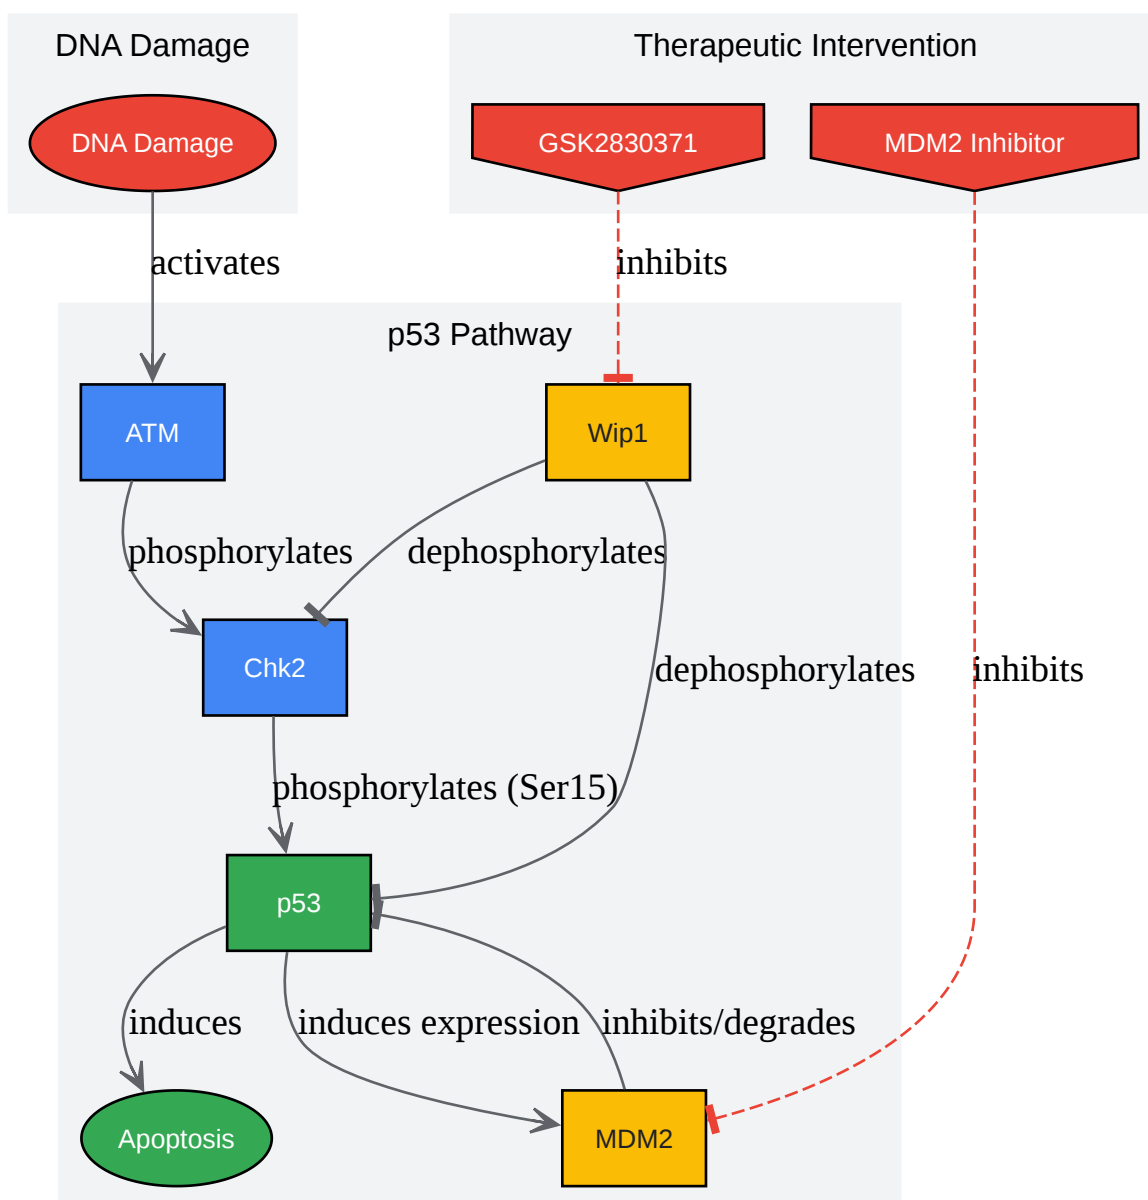 DNA Damage
Therapeutic Intervention
DNA Damage
GSK2830371
MDM2 Inhibitor
activates
inhibits
p53 Pathway
ATM
Wip1
phosphorylates
dephosphorylates
Chk2
dephosphorylates
inhibits
phosphorylates (Ser15)
p53
induces
induces expression
inhibits/degrades
Apoptosis
MDM2